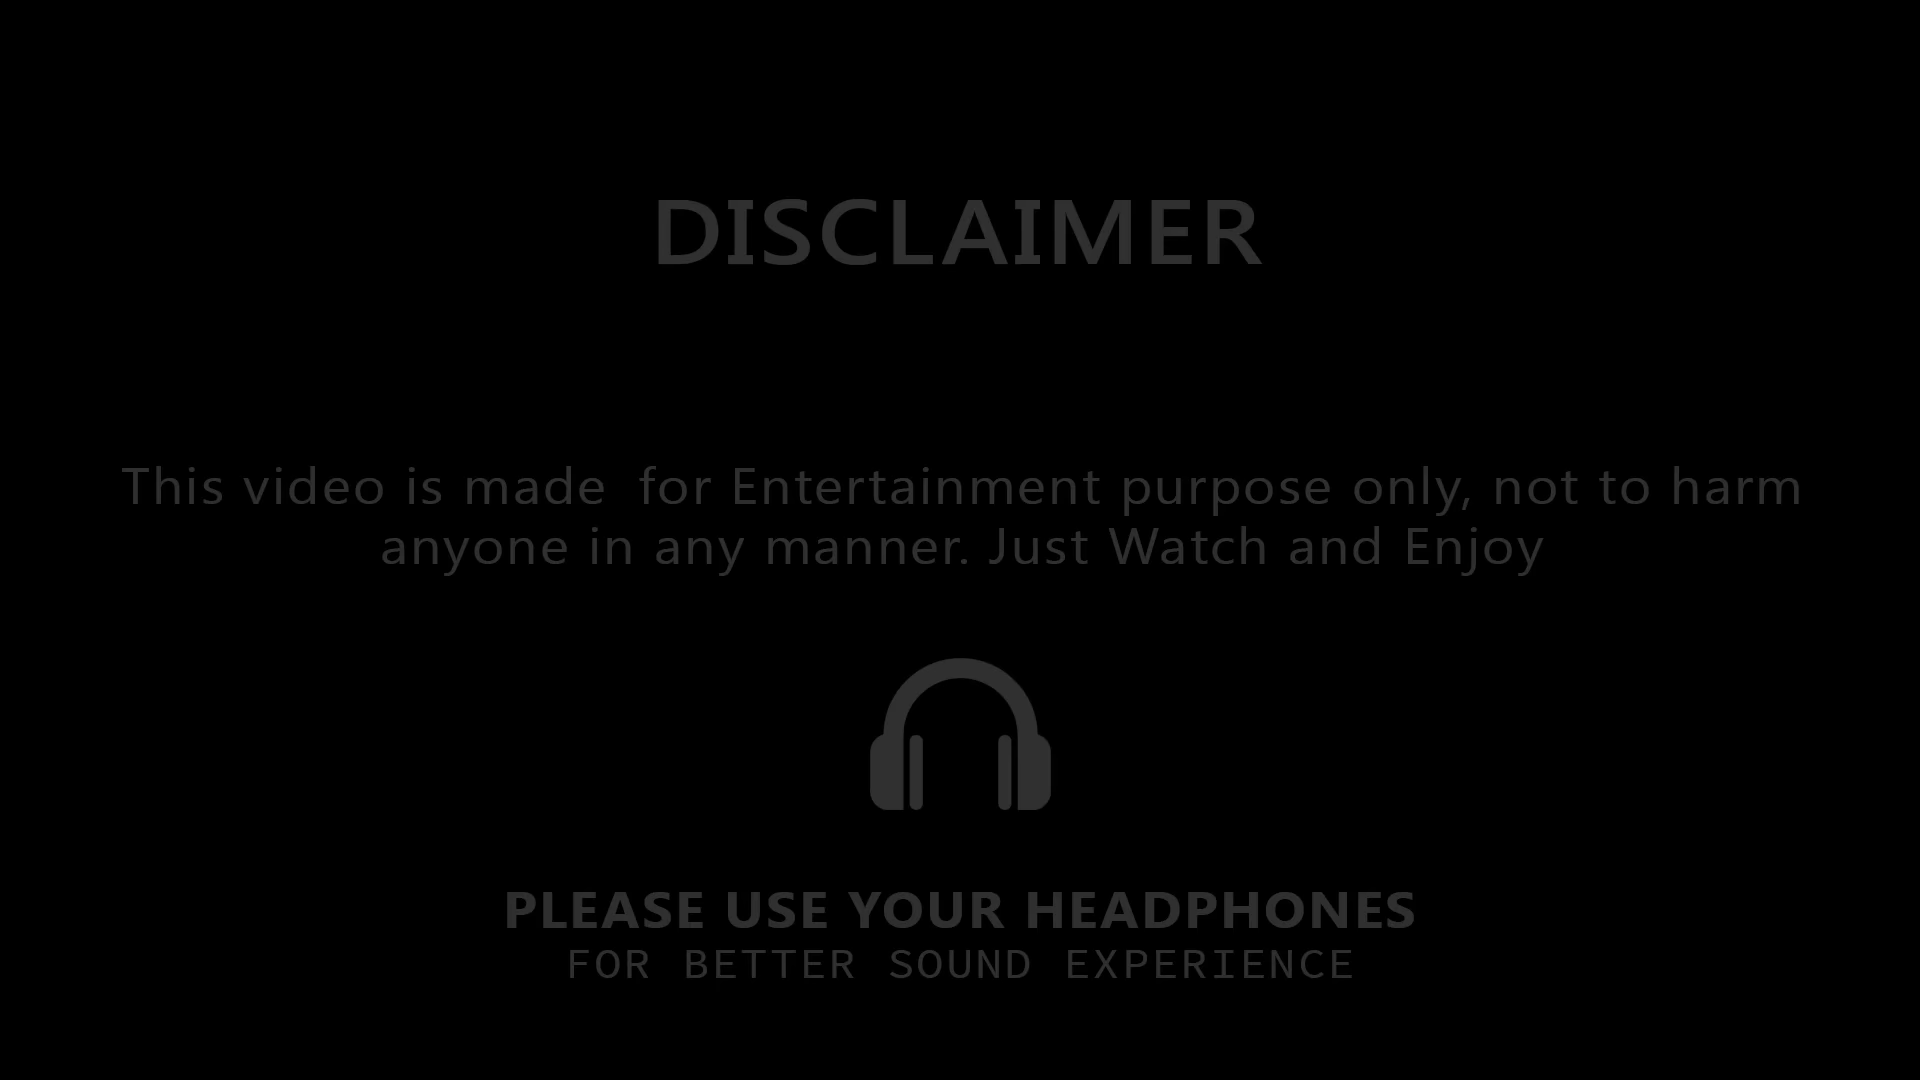 DISCLAIMER
This video is made  for Entertainment purpose only, not to harm
anyone in any manner. Just Watch and Enjoy
PLEASE USE YOUR HEADPHONES
FOR BETTER SOUND EXPERIENCE